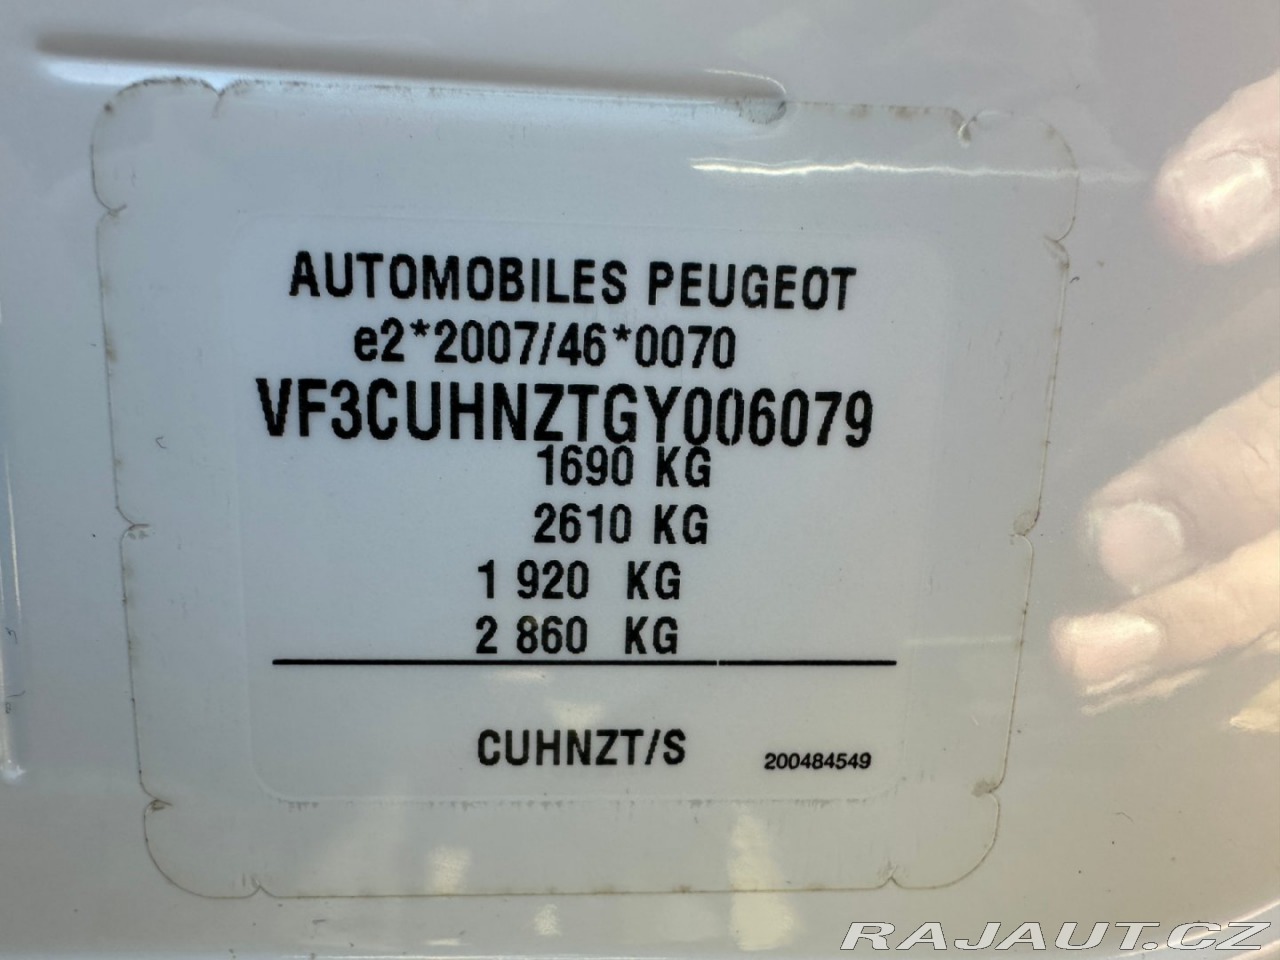 AUTOMOBILES PEUGEOT
e2*2007/46*0070
VF3CUHNZTGY006079
1690 KG
2610 KG
1 920 KG
2 860 KG
CUHNZT/S
200484549
RAJAUT.CZ